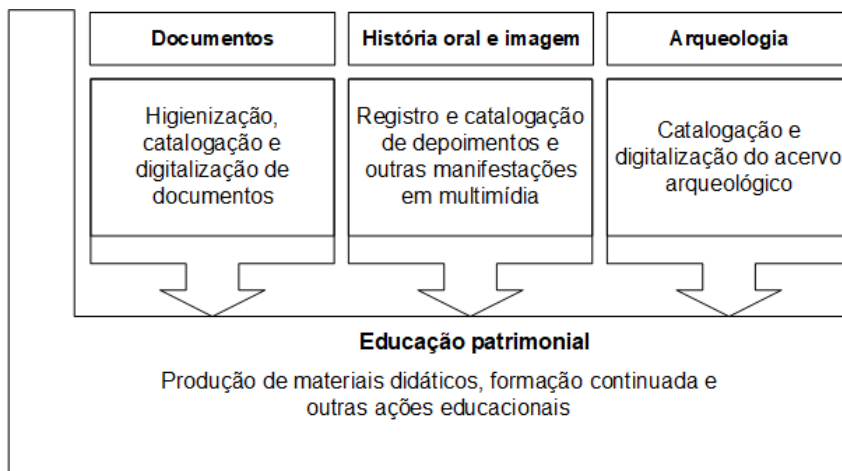 Documentos
Higienização,
catalogação e
digitalização de
documentos
História oral e imagem
Registro e catalogação
de depoimentos e
outras manifestações
em multimídia
Arqueologia
Catalogação e
digitalização do acervo
arqueológico
Educação patrimonial
Produção de materiais didáticos, formação continuada e
outras ações educacionais